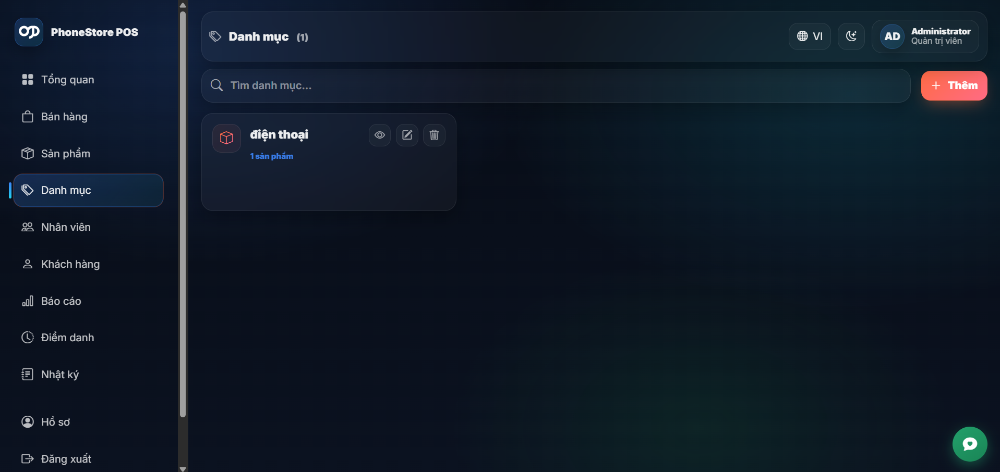 PhoneStore POS
Tổng quan
Bán hàng
Sản phẩm
Danh mục
Nhân viên
Khách hàng
Báo cáo
Điểm danh
Nhật ký
Hồ sơ
Đăng xuất
Danh mục (1)
VI
AD
Administrator
Quản trị viên
Tìm danh mục...
+ Thêm
điện thoại
1 sản phẩm